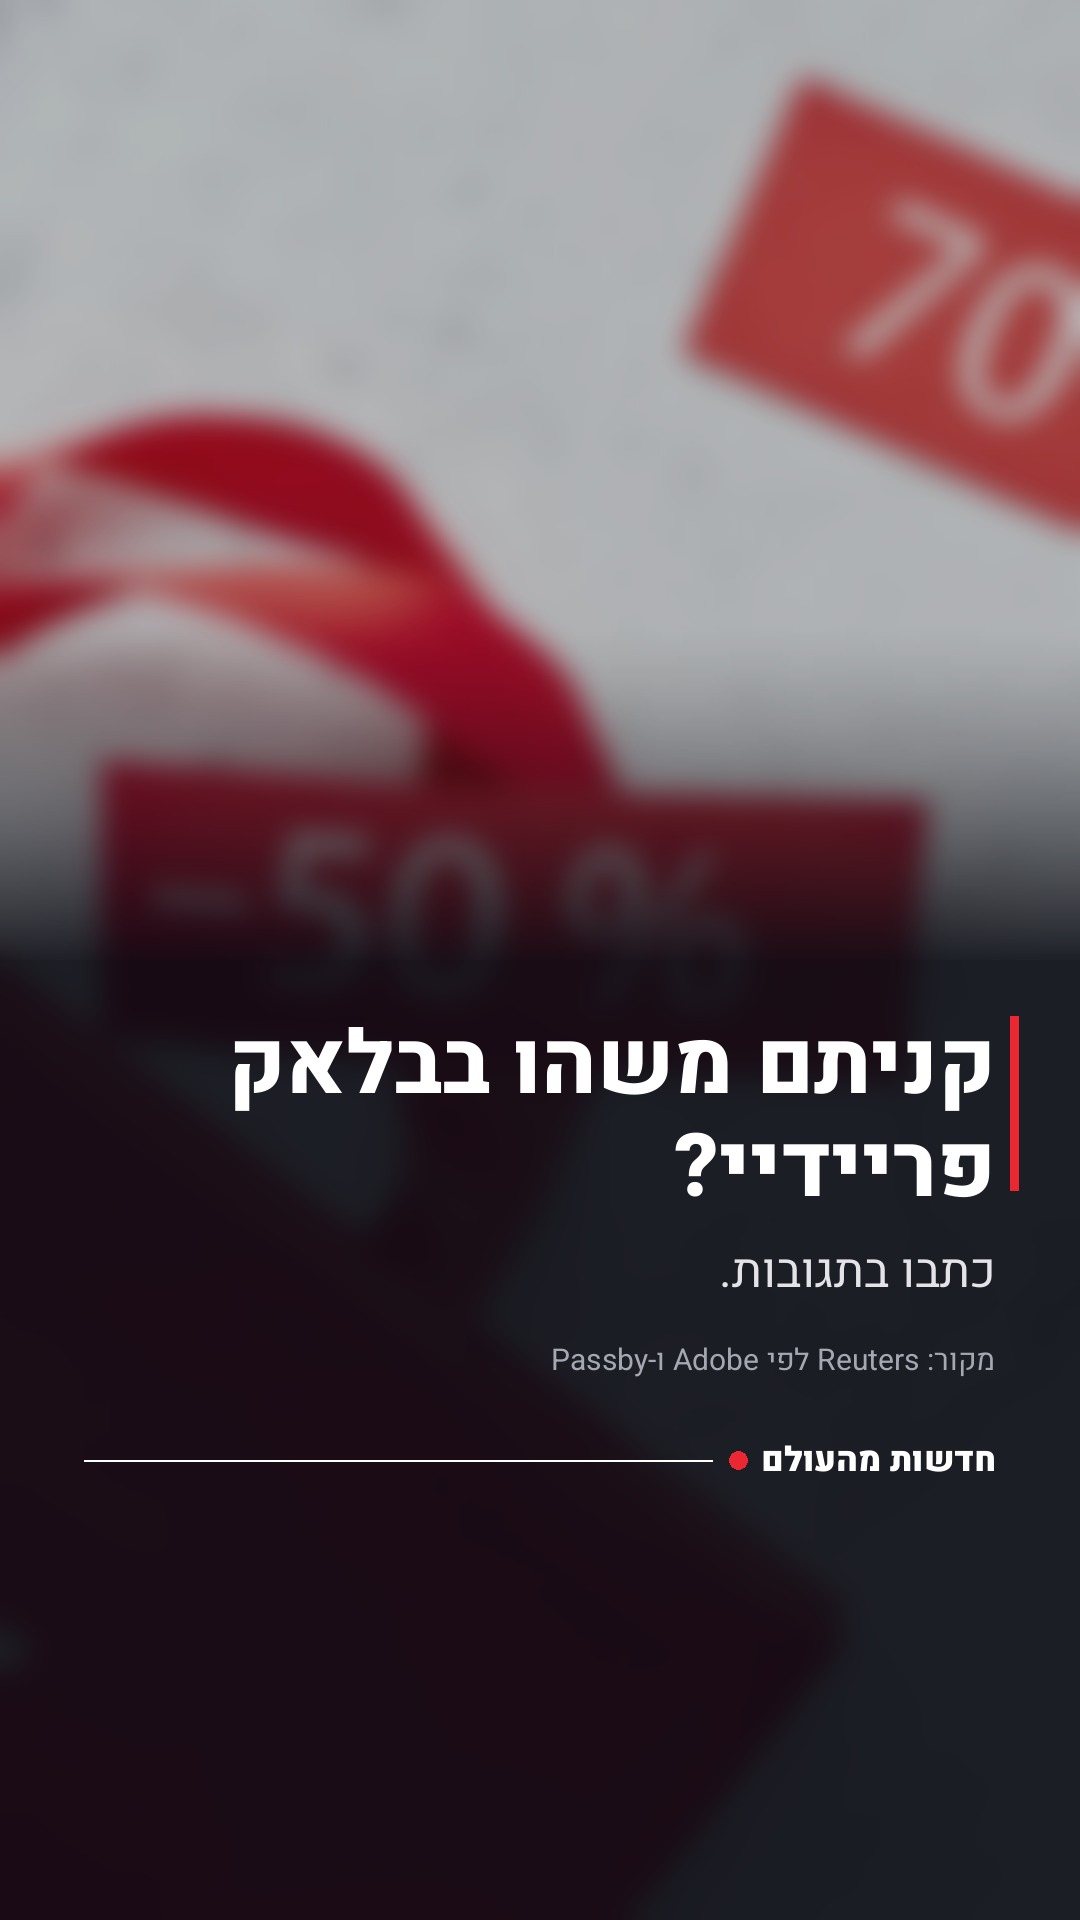 70
-50 %
קניתם משהו בבלאק
פריידיי?
כתבו בתגובות.
מקור: Reuters לפי Adobe ו-Passby
חדשות מהעולם